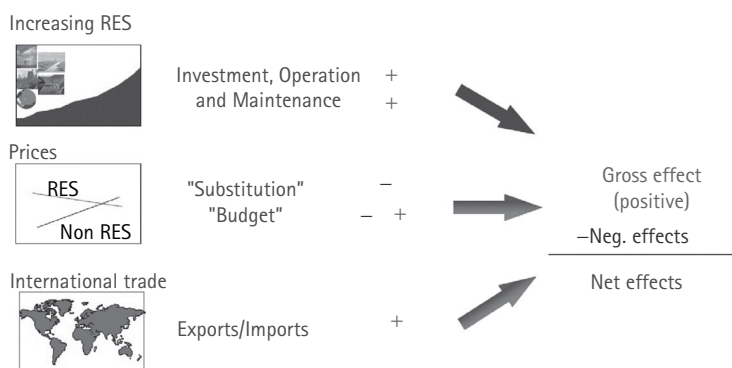 Increasing RES
Investment, Operation +
and Maintenance +
Prices
RES
Non RES
"Substitution" –
"Budget" – +
Gross effect
(positive)
–Neg. effects
Net effects
International trade
Exports/Imports +